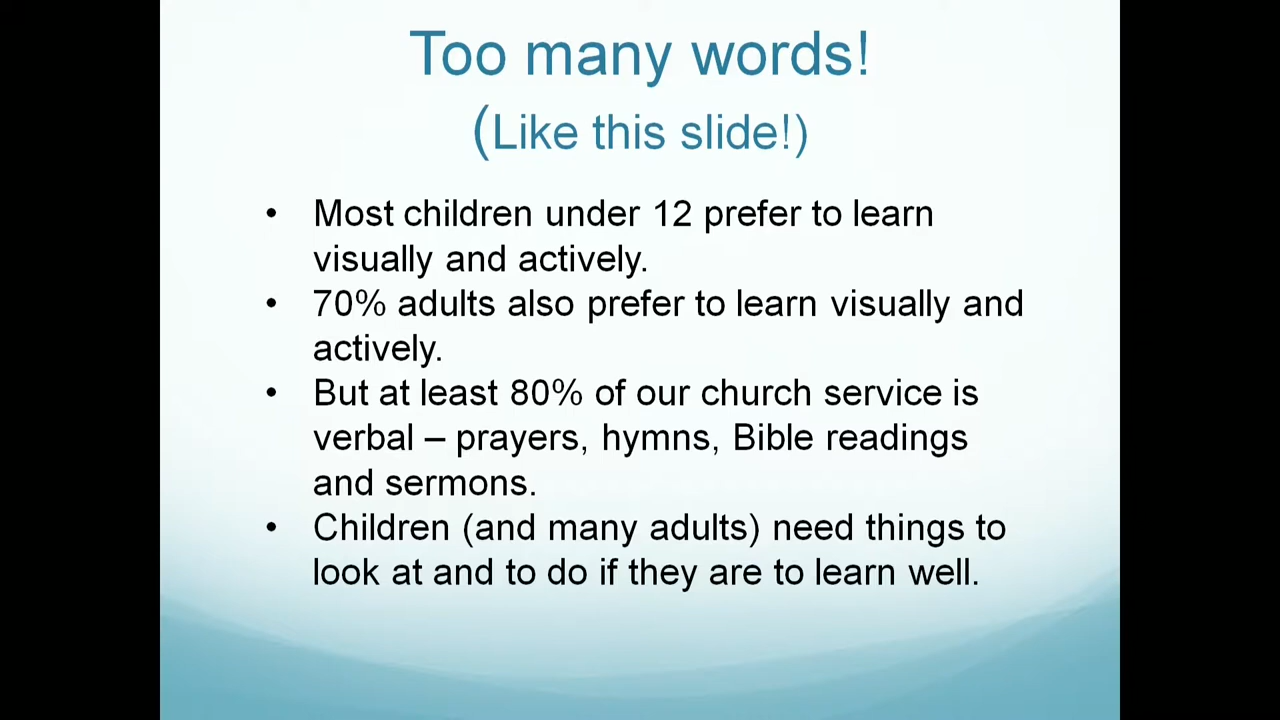 Too many words!
(Like this slide!)
• Most children under 12 prefer to learn
visually and actively.
• 70% adults also prefer to learn visually and
actively.
• But at least 80% of our church service is
verbal – prayers, hymns, Bible readings
and sermons.
• Children (and many adults) need things to
look at and to do if they are to learn well.